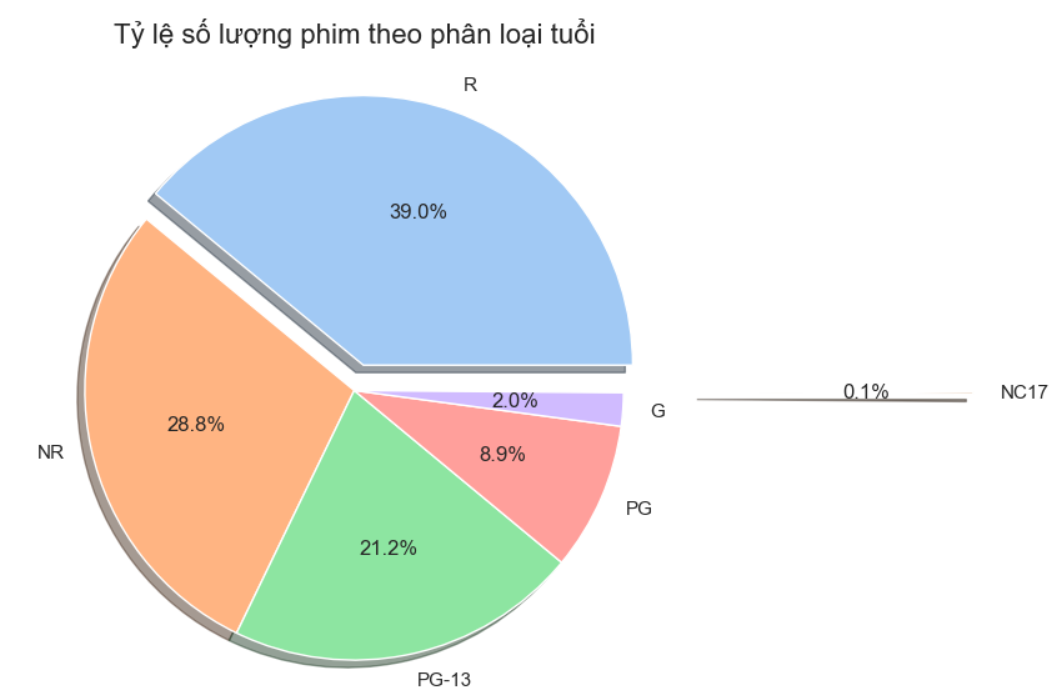 Tỷ lệ số lượng phim theo phân loại tuổi
R
39.0%
NR
28.8%
PG-13
21.2%
PG
8.9%
G
2.0%
NC17
0.1%